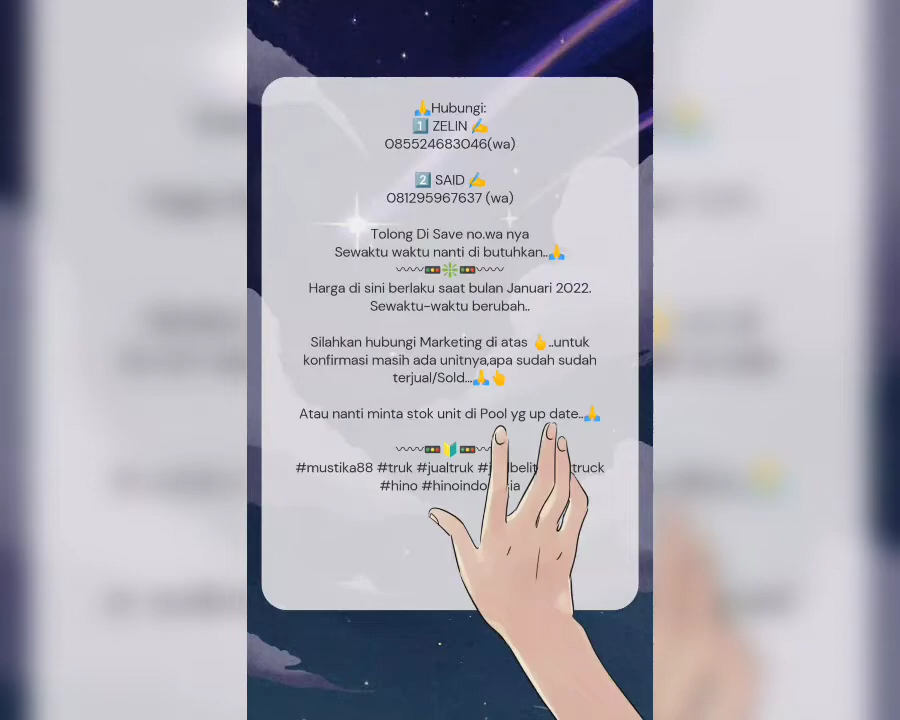 🙏Hubungi:
1️⃣ ZELIN ✍️
085524683046(wa)
2️⃣ SAID ✍️
081295967637 (wa)
Tolong Di Save no.wa nya
Sewaktu waktu nanti di butuhkan..🙏
〰〰🚥❇️🚥〰〰
Harga di sini berlaku saat bulan Januari 2022.
Sewaktu-waktu berubah..
Silahkan hubungi Marketing di atas 👆..untuk
konfirmasi masih ada unitnya,apa sudah sudah
terjual/Sold...🙏👆
Atau nanti minta stok unit di Pool yg up date..🙏
〰〰🚥🔰🚥〰
#mustika88 #truk #jualtruk
#hino